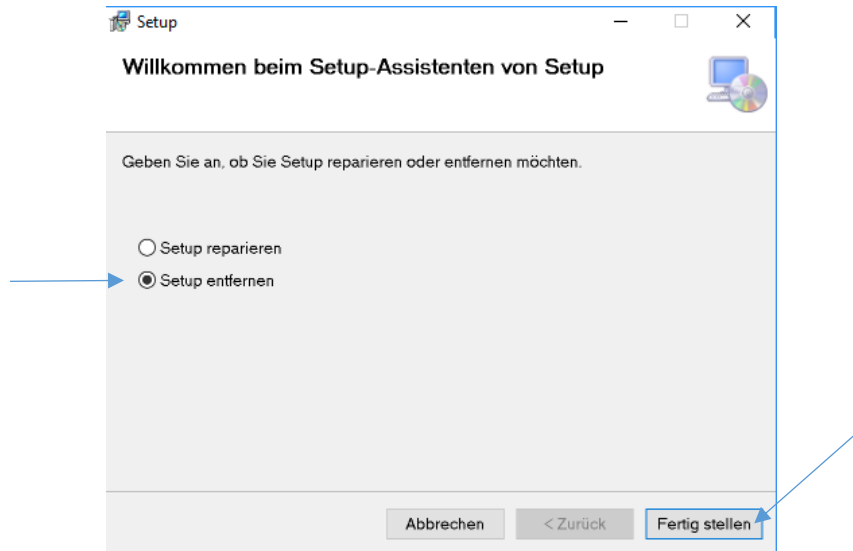 Setup
Willkommen beim Setup-Assistenten von Setup
Geben Sie an, ob Sie Setup reparieren oder entfernen möchten.
Setup reparieren
Setup entfernen
Abbrechen
< Zurück
Fertig stellen